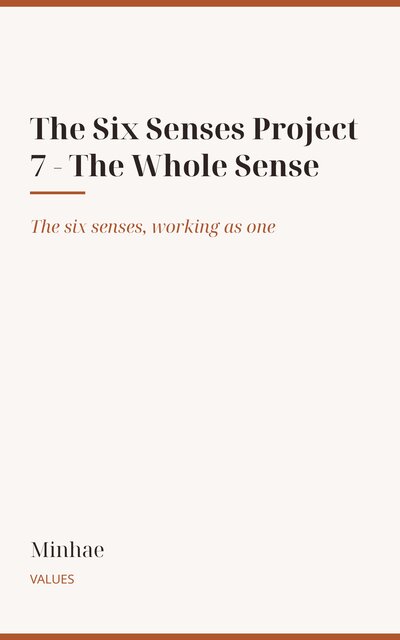 The Six Senses Project
7 - The Whole Sense
The six senses, working as one
Minhae
VALUES